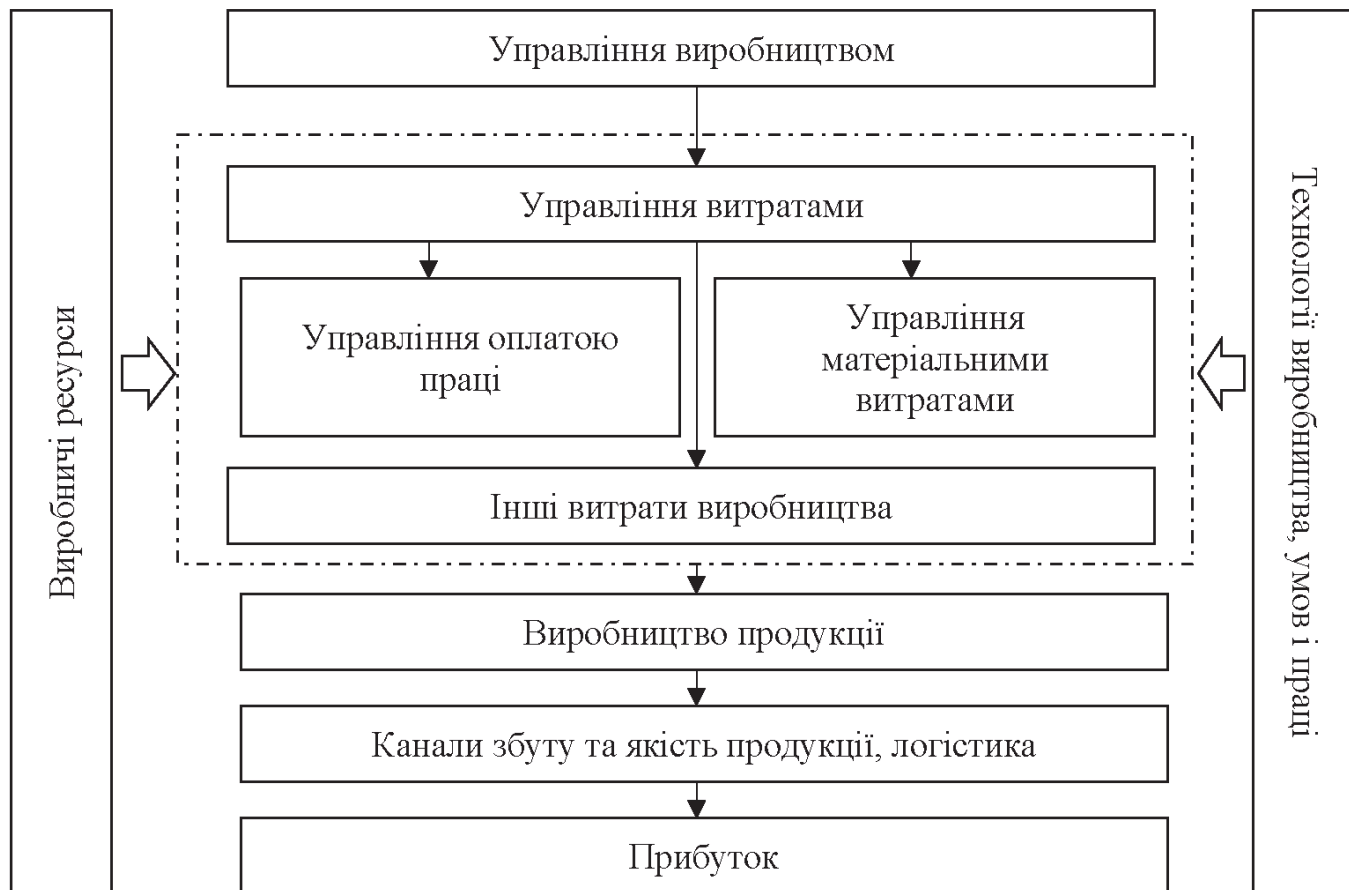 Управління виробництвом
Управління витратами
Управління оплатою
праці
Управління
матеріальними
витратами
Інші витрати виробництва
Виробництво продукції
Канали збуту та якість продукції, логістика
Прибуток
Виробничі ресурси
Технології виробництва, умов і праці